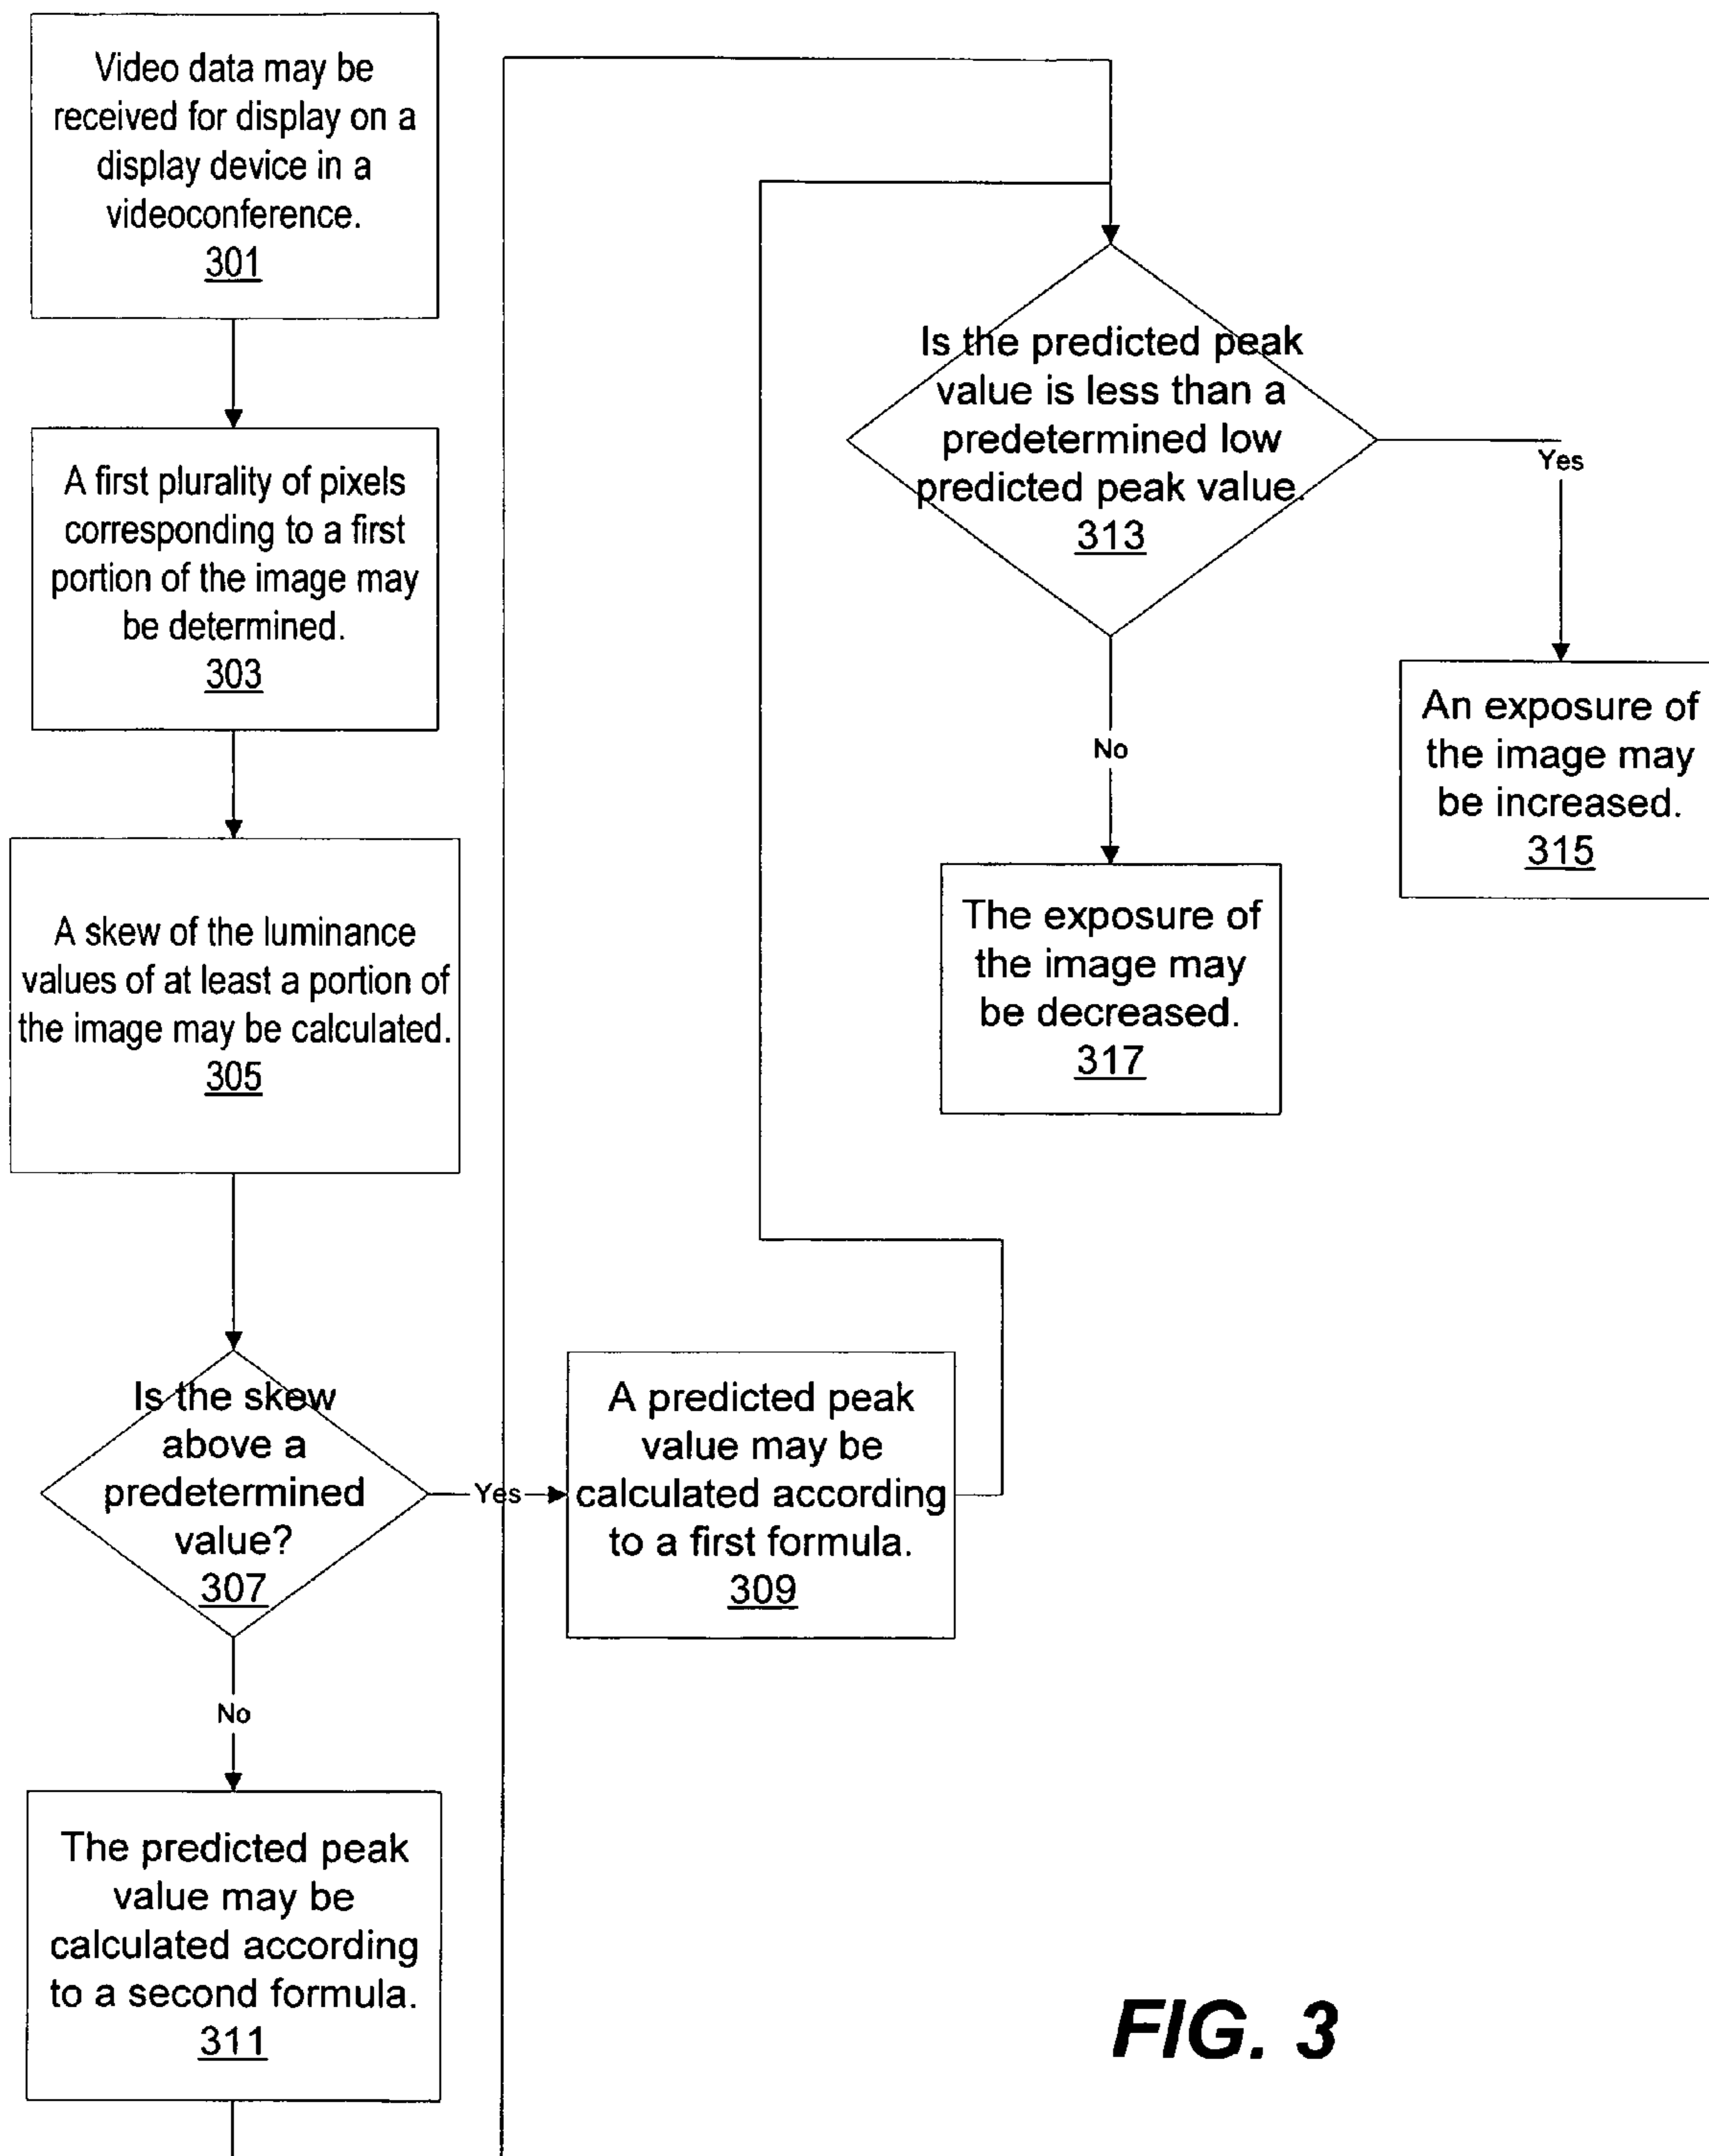 Video data may be
received for display on a
display device in a
videoconference.
301
A first plurality of pixels
corresponding to a first
portion of the image may
be determined.
303
A skew of the luminance
values of at least a portion of
the image may be calculated.
305
Is the skew
above a
predetermined
value?
307
Yes
No
A predicted peak
value may be
calculated according
to a first formula.
309
The predicted peak
value may be
calculated according
to a second formula.
311
Is the predicted peak
value is less than a
predetermined low
predicted peak value.
313
Yes
No
An exposure of
the image may
be increased.
315
The exposure of
the image may
be decreased.
317
FIG. 3